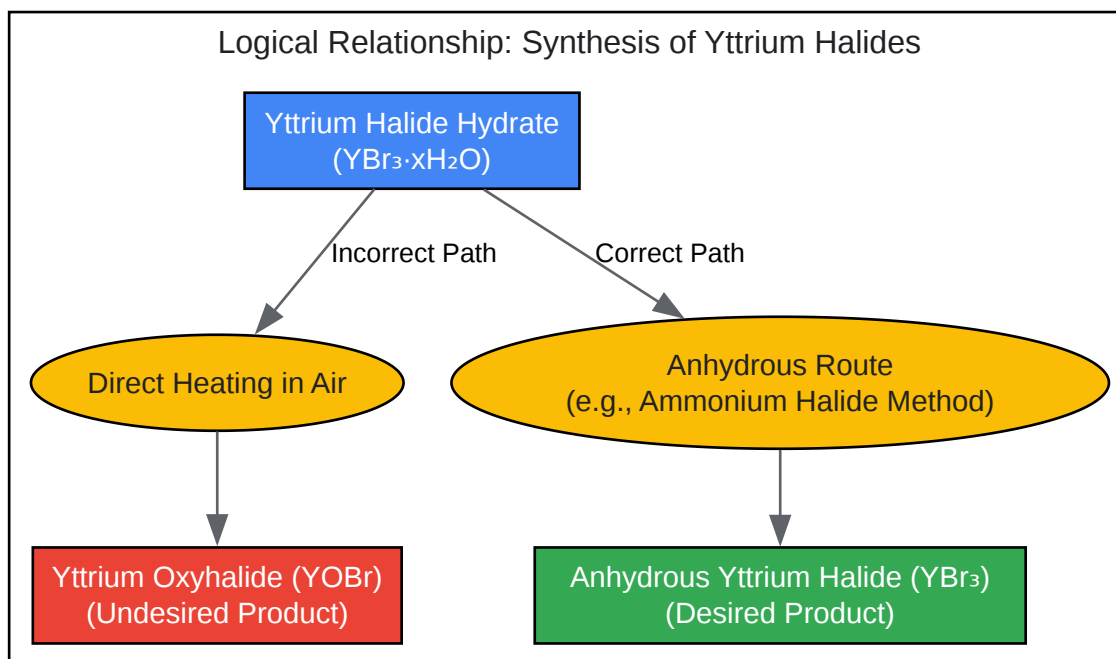 Logical Relationship: Synthesis of Yttrium Halides
Yttrium Halide Hydrate
(YBr₃·xH₂O)
Incorrect Path
Correct Path
Direct Heating in Air
Anhydrous Route
(e.g., Ammonium Halide Method)
Yttrium Oxyhalide (YOBr)
(Undesired Product)
Anhydrous Yttrium Halide (YBr₃)
(Desired Product)